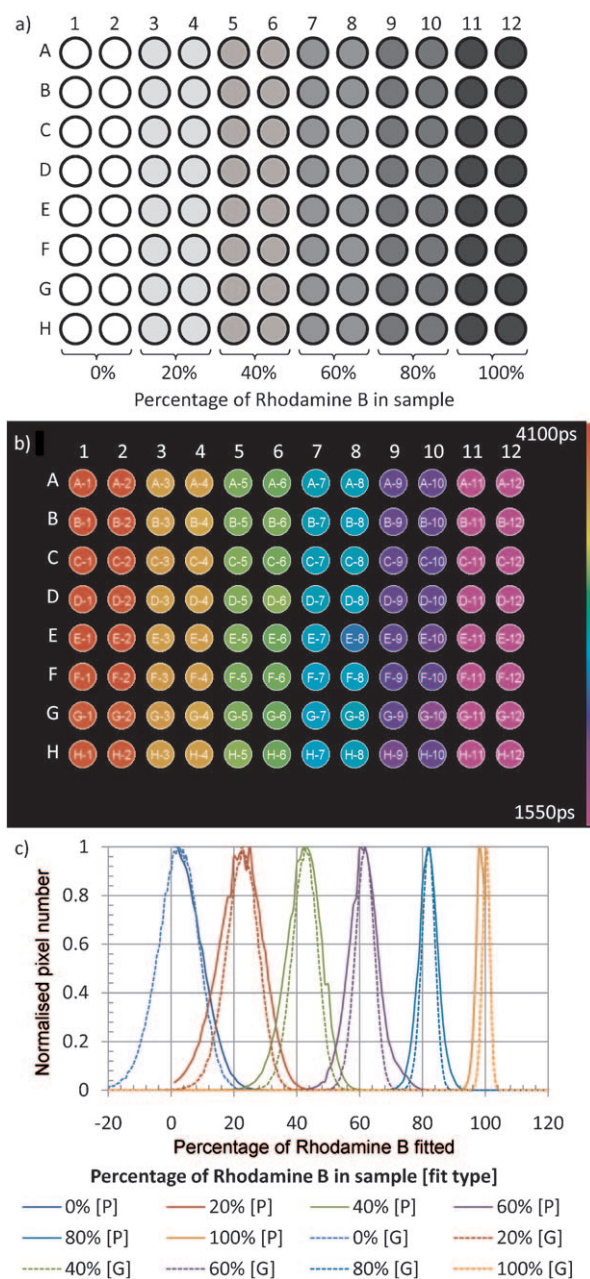 a)
1 2 3 4 5 6 7 8 9 10 11 12
A
B
C
D
E
F
G
H
0% 20% 40% 60% 80% 100%
Percentage of Rhodamine B in sample
b)
4100ps
1 2 3 4 5 6 7 8 9 10 11 12
A A-1 A-2 A-3 A-4 A-5 A-6 A-7 A-8 A-9 A-10 A-11 A-12
B B-1 B-2 B-3 B-4 B-5 B-6 B-7 B-8 B-9 B-10 B-11 B-12
C C-1 C-2 C-3 C-4 C-5 C-6 C-7 C-8 C-9 C-10 C-11 C-12
D D-1 D-2 D-3 D-4 D-5 D-6 D-7 D-8 D-9 D-10 D-11 D-12
E E-1 E-2 E-3 E-4 E-5 E-6 E-7 E-8 E-9 E-10 E-11 E-12
F F-1 F-2 F-3 F-4 F-5 F-6 F-7 F-8 F-9 F-10 F-11 F-12
G G-1 G-2 G-3 G-4 G-5 G-6 G-7 G-8 G-9 G-10 G-11 G-12
H H-1 H-2 H-3 H-4 H-5 H-6 H-7 H-8 H-9 H-10 H-11 H-12
1550ps
c)
Normalised pixel number
1
0.8
0.6
0.4
0.2
0
-20 0 20 40 60 80 100 120
Percentage of Rhodamine B fitted
Percentage of Rhodamine B in sample [fit type]
0% [P] 20% [P] 40% [P] 60% [P]
80% [P] 100% [P] 0% [G] 20% [G]
40% [G] 60% [G] 80% [G] 100% [G]